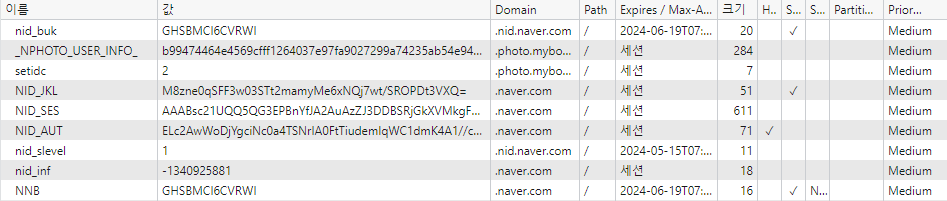 이름 값 Domain Path Expires / Max-A... 크기 H.. S... S... Partiti... Prior...
nid_buk GHSBMCI6CVRWI .nid.naver.com / 2024-06-19T07:... 20 ✓ Medium
_NPHOTO_USER_INFO_ b99474464e4569cfff1264037e97fa9027299a74235ab54e94... .photo.mybo... / 세션 284 Medium
setidc 2 .photo.mybo... / 세션 7 Medium
NID_JKL M8zne0qSFF3w03STt2mamyMe6xNQj7wt/SROPDt3VXQ= .naver.com / 세션 51 ✓ Medium
NID_SES AAABsc21UQQ5QG3EPBnYfJA2AuAzZJ3DDBSRjGkXVMkgF... .naver.com / 세션 611 Medium
NID_AUT ELc2AwWoDjYgciNc0a4TSNrIA0FtTiudemIqWC1dmK4A1//c... .naver.com / 세션 71 ✓ Medium
nid_slevel 1 .nid.naver.com / 2024-05-15T07:... 11 Medium
nid_inf -1340925881 .naver.com / 세션 18 Medium
NNB GHSBMCI6CVRWI .naver.com / 2024-06-19T07:... 16 ✓ N... Medium